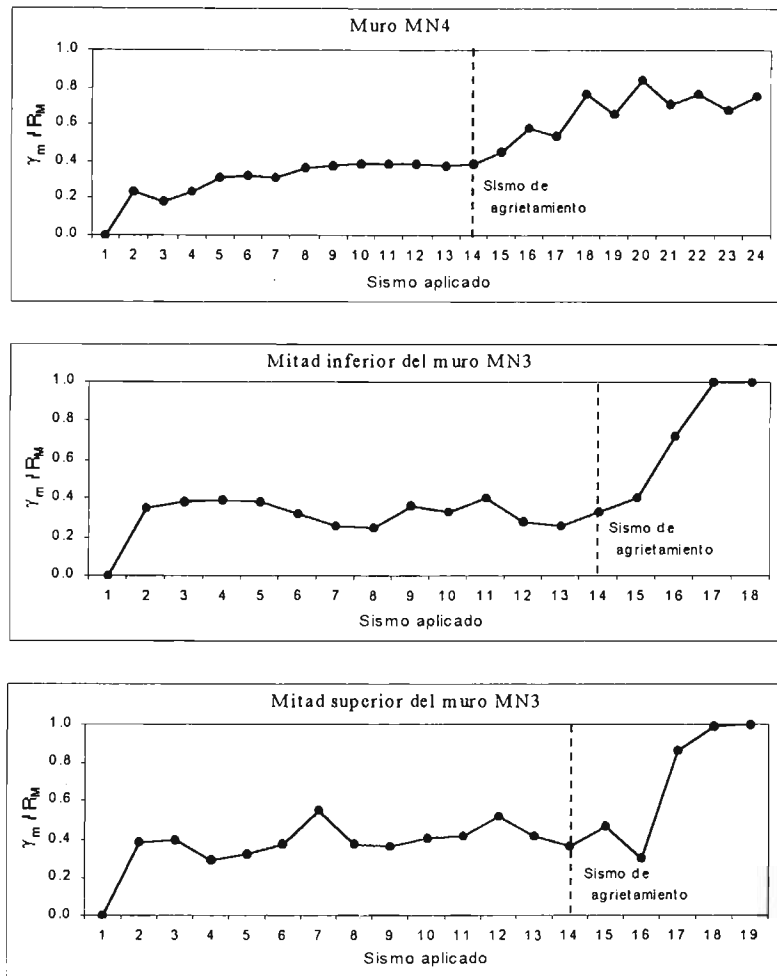 Muro MN4
1.0
0.8
0.6
0.4
0.2
0.0
γm / RM
Sismo de
agrietamiento
1 2 3 4 5 6 7 8 9 10 11 12 13 14 15 16 17 18 19 20 21 22 23 24
Sismo aplicado
Mitad inferior del muro MN3
1.0
0.8
0.6
0.4
0.2
0.0
γm / RM
Sismo de
agrietamiento
1 2 3 4 5 6 7 8 9 10 11 12 13 14 15 16 17 18
Sismo aplicado
Mitad superior del muro MN3
1.0
0.8
0.6
0.4
0.2
0.0
γm / RM
Sismo de
agrietamiento
1 2 3 4 5 6 7 8 9 10 11 12 13 14 15 16 17 18 19
Sismo aplicado